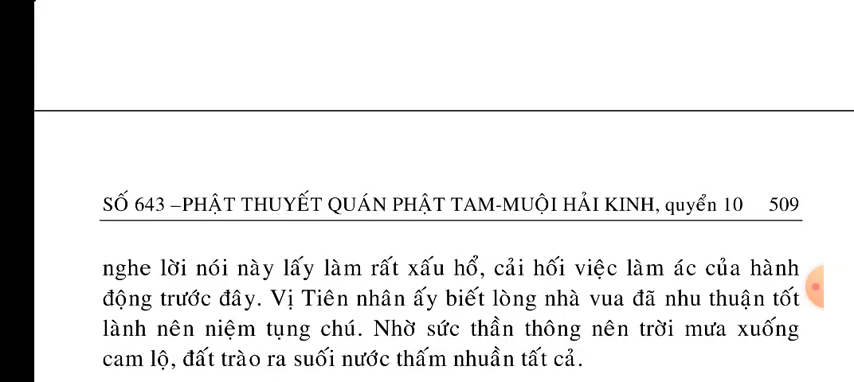 SỐ 643 –PHẬT THUYẾT QUÁN PHẬT TAM-MUỘI HẢI KINH, quyển 10 509
nghe lời nói này lấy làm rất xấu hổ, cải hối việc làm ác của hành
động trước đây. Vị Tiên nhân ấy biết lòng nhà vua đã nhu thuận tốt
lành nên niệm tụng chú. Nhờ sức thần thông nên trời mưa xuống
cam lộ, đất trào ra suối nước thấm nhuần tất cả.